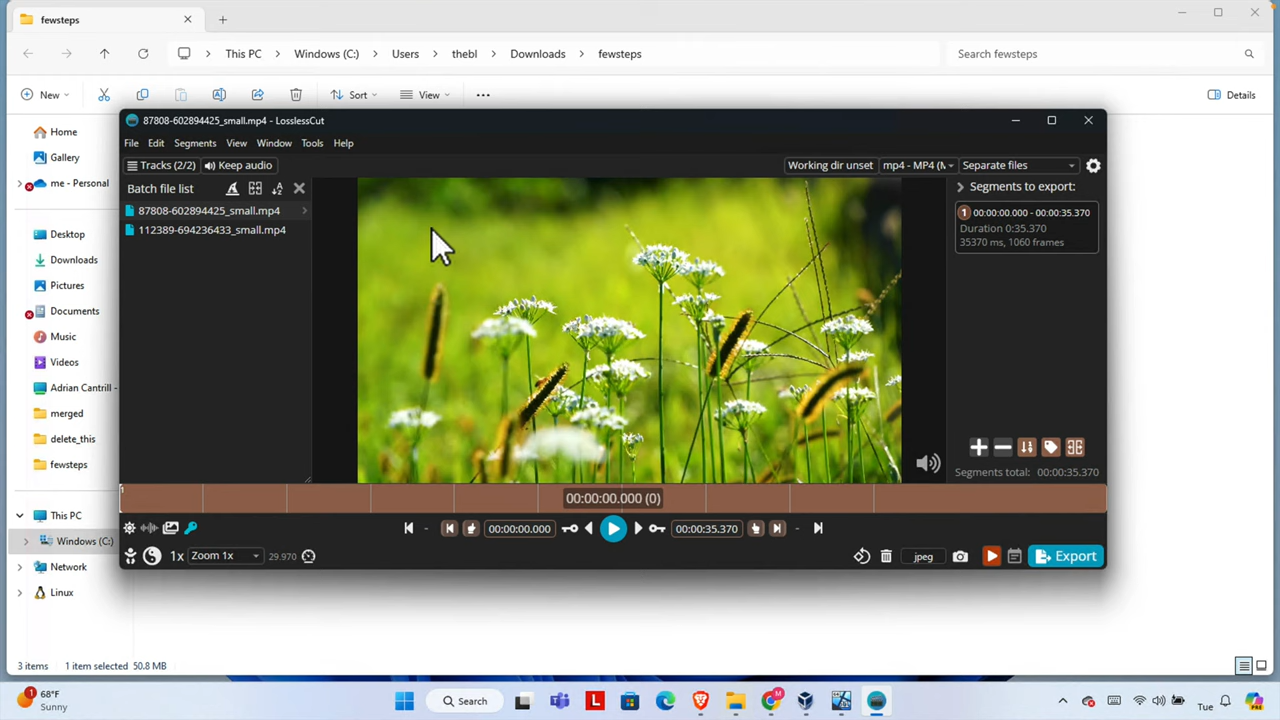 fewsteps
This PC > Windows (C:) > Users > thebl > Downloads > fewsteps
Search fewsteps
New
Sort
View
Details
Home
Gallery
me - Personal
Desktop
Downloads
Pictures
Documents
Music
Videos
Adrian Cantrill -
merged
delete_this
fewsteps
This PC
Windows (C:)
Network
Linux
3 items 1 item selected 50.8 MB
87808-602894425_small.mp4 - LosslessCut
File Edit Segments View Window Tools Help
Tracks (2/2) Keep audio
Working dir unset mp4 - MP4 (M Separate files
Batch file list
87808-602894425_small.mp4
112389-694236433_small.mp4
Segments to export:
1 00:00:00.000 - 00:00:35.370
Duration 0:35.370
35370 ms, 1060 frames
Segments total: 00:00:35.370
1
00:00:00.000 (0)
00:00:00.000
00:00:35.370
1x Zoom 1x 29.970
jpeg
Export
1
68°F
Sunny
Search
L
M
Tue
PRE